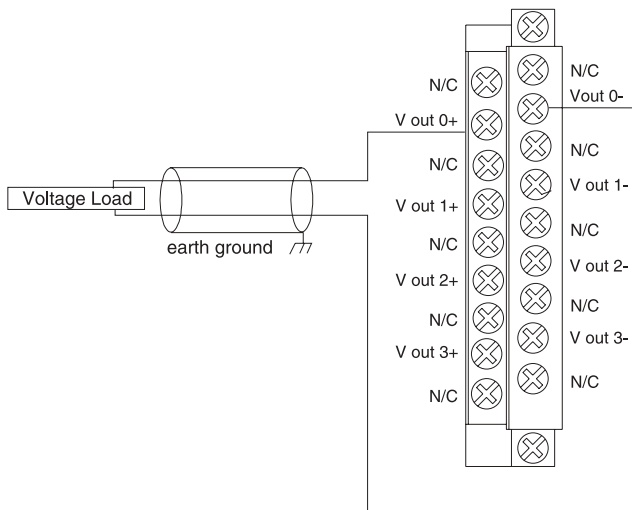 N/C
V out 0+
N/C
V out 1+
N/C
V out 2+
N/C
V out 3+
N/C
N/C
Vout 0-
N/C
V out 1-
N/C
V out 2-
N/C
V out 3-
N/C
Voltage Load
earth ground